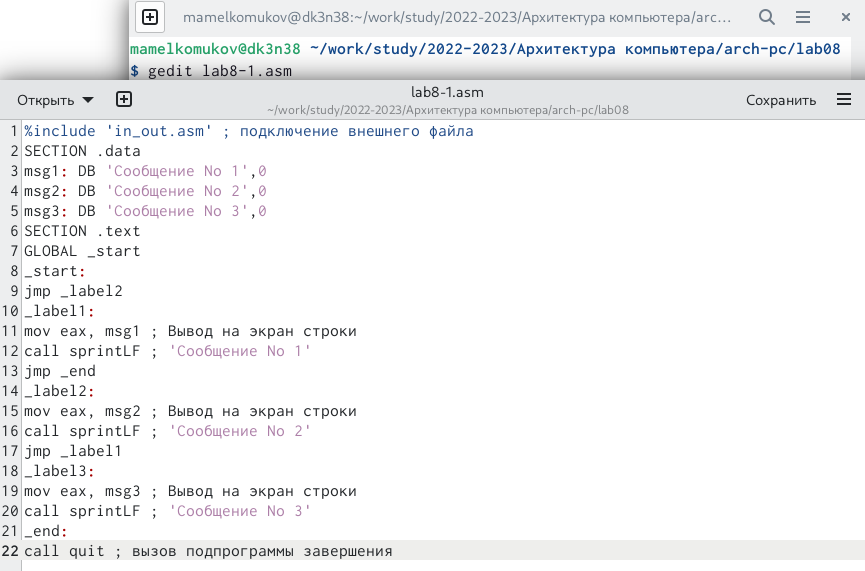 mamelkomukov@dk3n38:~/work/study/2022-2023/Архитектура компьютера/arc…
mamelkomukov@dk3n38 ~/work/study/2022-2023/Архитектура компьютера/arch-pc/lab08
$ gedit lab8-1.asm
Открыть lab8-1.asm Сохранить
~/work/study/2022-2023/Архитектура компьютера/arch-pc/lab08
1 %include 'in_out.asm' ; подключение внешнего файла
2 SECTION .data
3 msg1: DB 'Сообщение No 1',0
4 msg2: DB 'Сообщение No 2',0
5 msg3: DB 'Сообщение No 3',0
6 SECTION .text
7 GLOBAL _start
8 _start:
9 jmp _label2
10 _label1:
11 mov eax, msg1 ; Вывод на экран строки
12 call sprintLF ; 'Сообщение No 1'
13 jmp _end
14 _label2:
15 mov eax, msg2 ; Вывод на экран строки
16 call sprintLF ; 'Сообщение No 2'
17 jmp _label1
18 _label3:
19 mov eax, msg3 ; Вывод на экран строки
20 call sprintLF ; 'Сообщение No 3'
21 _end:
22 call quit ; вызов подпрограммы завершения